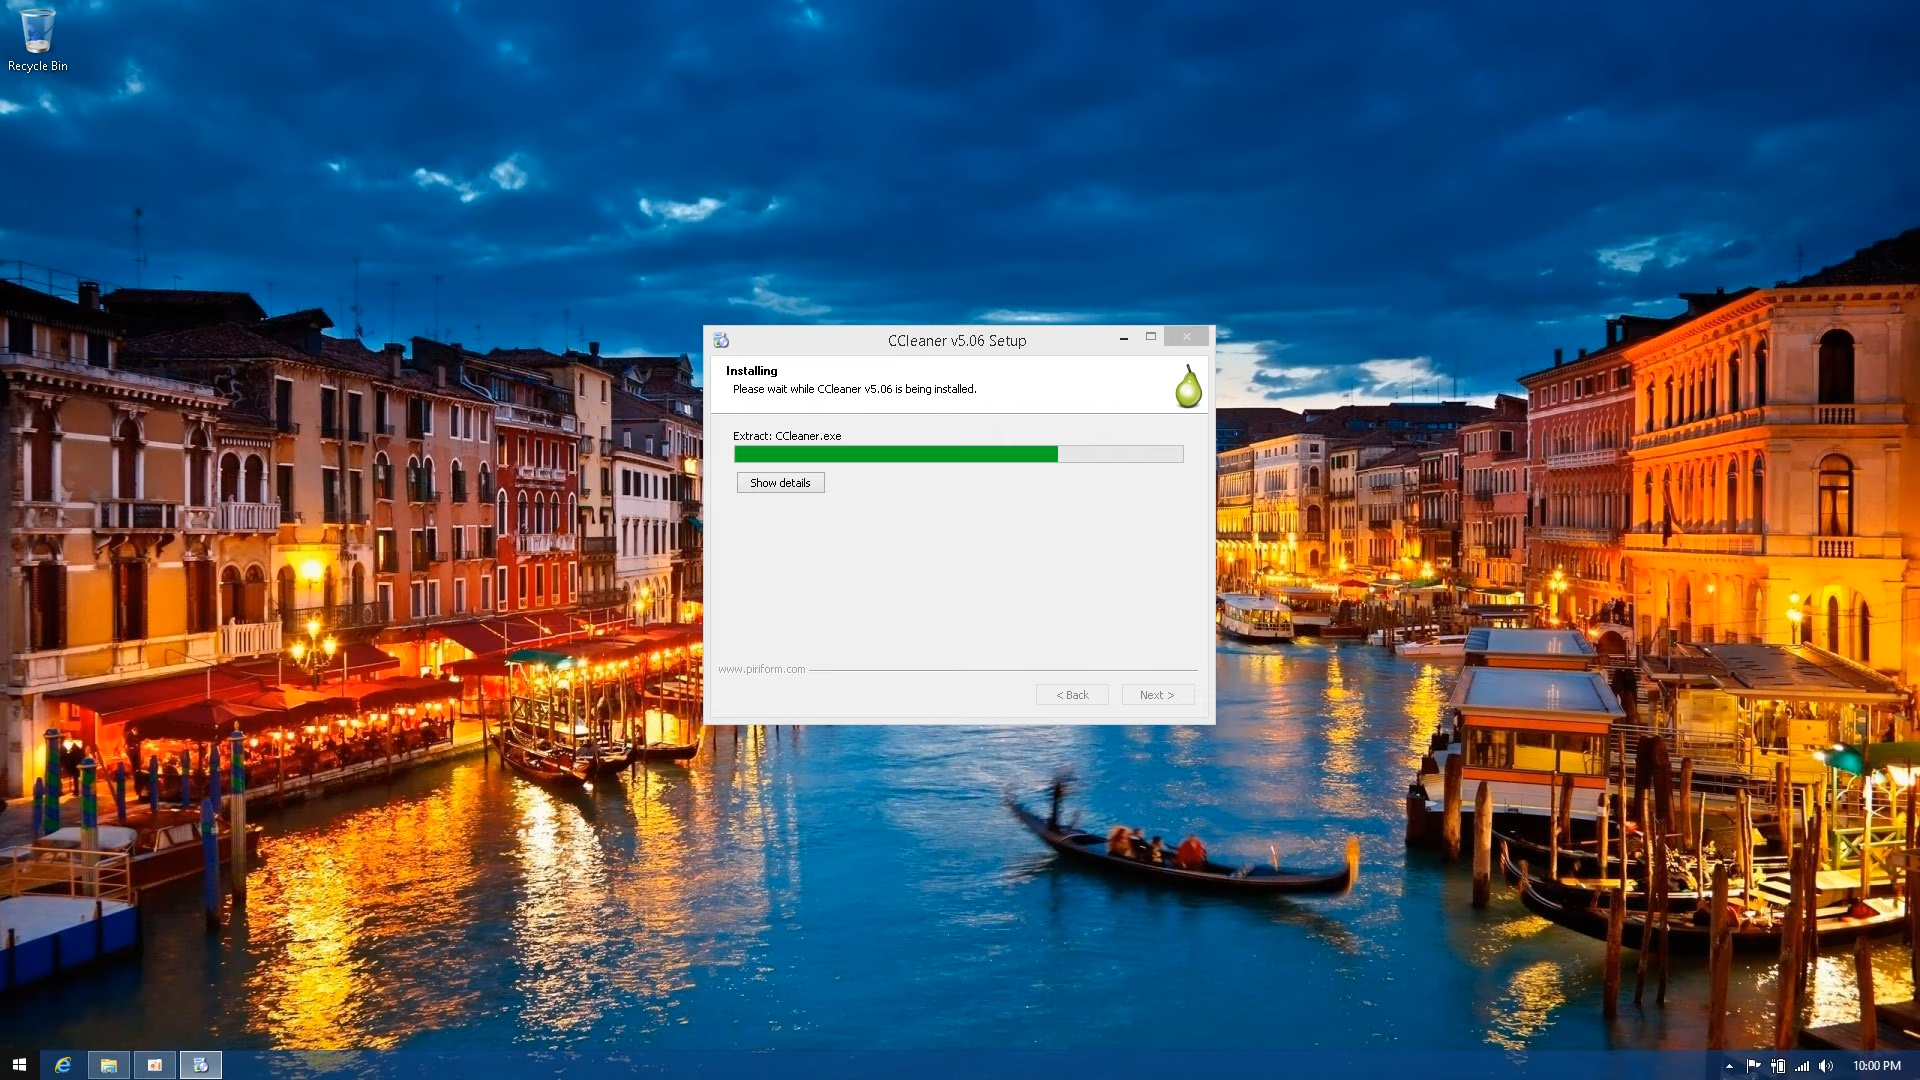 Recycle Bin
CCleaner v5.06 Setup
Installing
Please wait while CCleaner v5.06 is being installed.
Extract: CCleaner.exe
Show details
www.piriform.com
< Back
Next >
10:00 PM